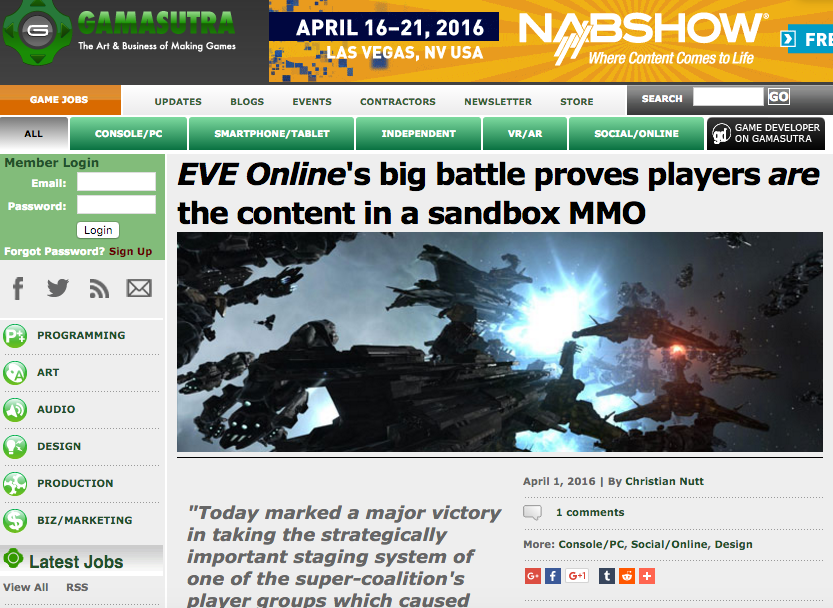 GAMASUTRA
The Art & Business of Making Games
APRIL 16–21, 2016
LAS VEGAS, NV USA
NABSHOW®
Where Content Comes to Life
FRE
GAME JOBS
UPDATES
BLOGS
EVENTS
CONTRACTORS
NEWSLETTER
STORE
SEARCH
GO
ALL
CONSOLE/PC
SMARTPHONE/TABLET
INDEPENDENT
VR/AR
SOCIAL/ONLINE
gd
GAME DEVELOPER
ON GAMASUTRA
Member Login
Email:
Password:
Login
Forgot Password? Sign Up
PROGRAMMING
ART
AUDIO
DESIGN
PRODUCTION
BIZ/MARKETING
Latest Jobs
View All RSS
EVE Online's big battle proves players are
the content in a sandbox MMO
April 1, 2016 | By Christian Nutt
1 comments
More: Console/PC, Social/Online, Design
G+ f G+1 t +
"Today marked a major victory
in taking the strategically
important staging system of
one of the super-coalition's
player groups which caused